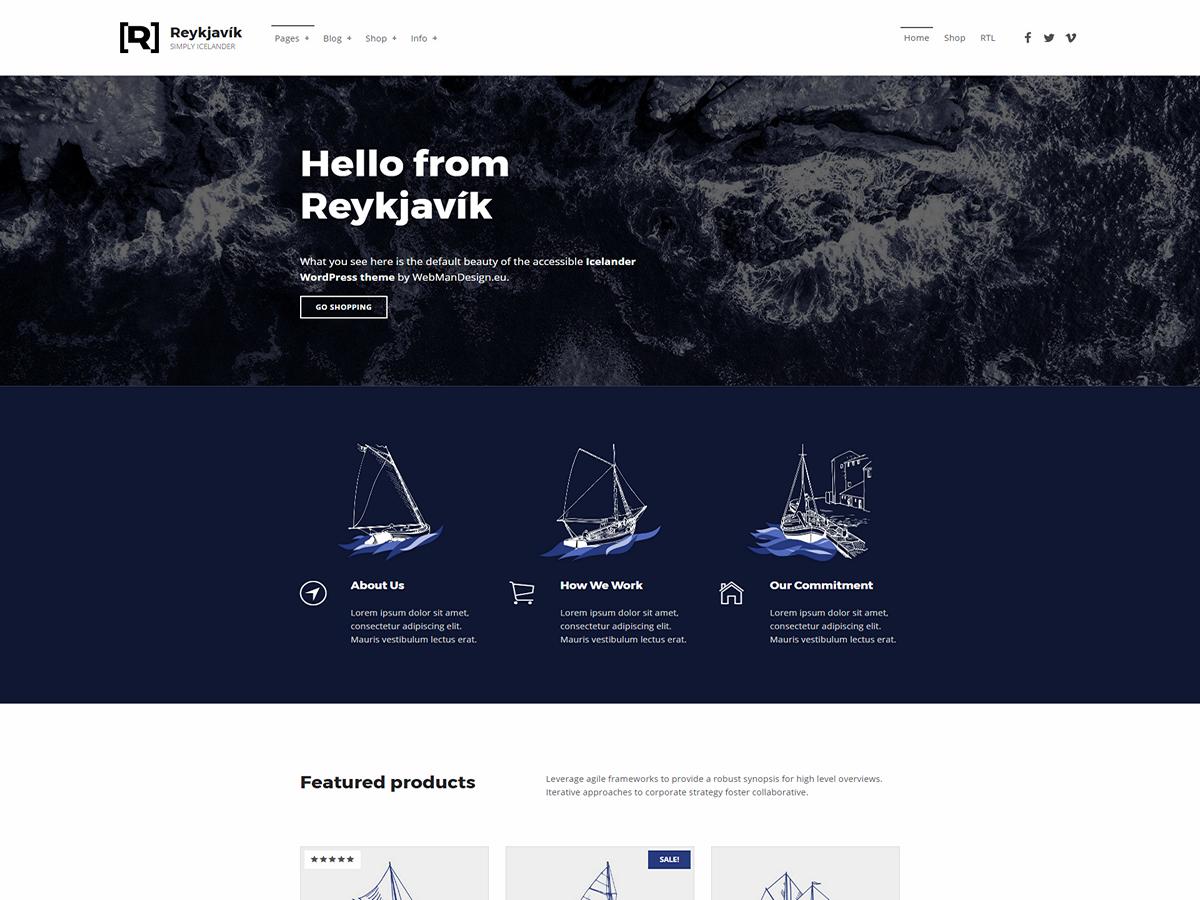 [R]
Reykjavík
SIMPLY ICELANDER
Pages +
Blog +
Shop +
Info +
Home
Shop
RTL
Hello from
Reykjavík
What you see here is the default beauty of the accessible Icelander
WordPress theme by WebManDesign.eu.
GO SHOPPING
About Us
Lorem ipsum dolor sit amet,
consectetur adipiscing elit.
Mauris vestibulum lectus erat.
How We Work
Lorem ipsum dolor sit amet,
consectetur adipiscing elit.
Mauris vestibulum lectus erat.
Our Commitment
Lorem ipsum dolor sit amet,
consectetur adipiscing elit.
Mauris vestibulum lectus erat.
Featured products
Leverage agile frameworks to provide a robust synopsis for high level overviews.
Iterative approaches to corporate strategy foster collaborative.
SALE!